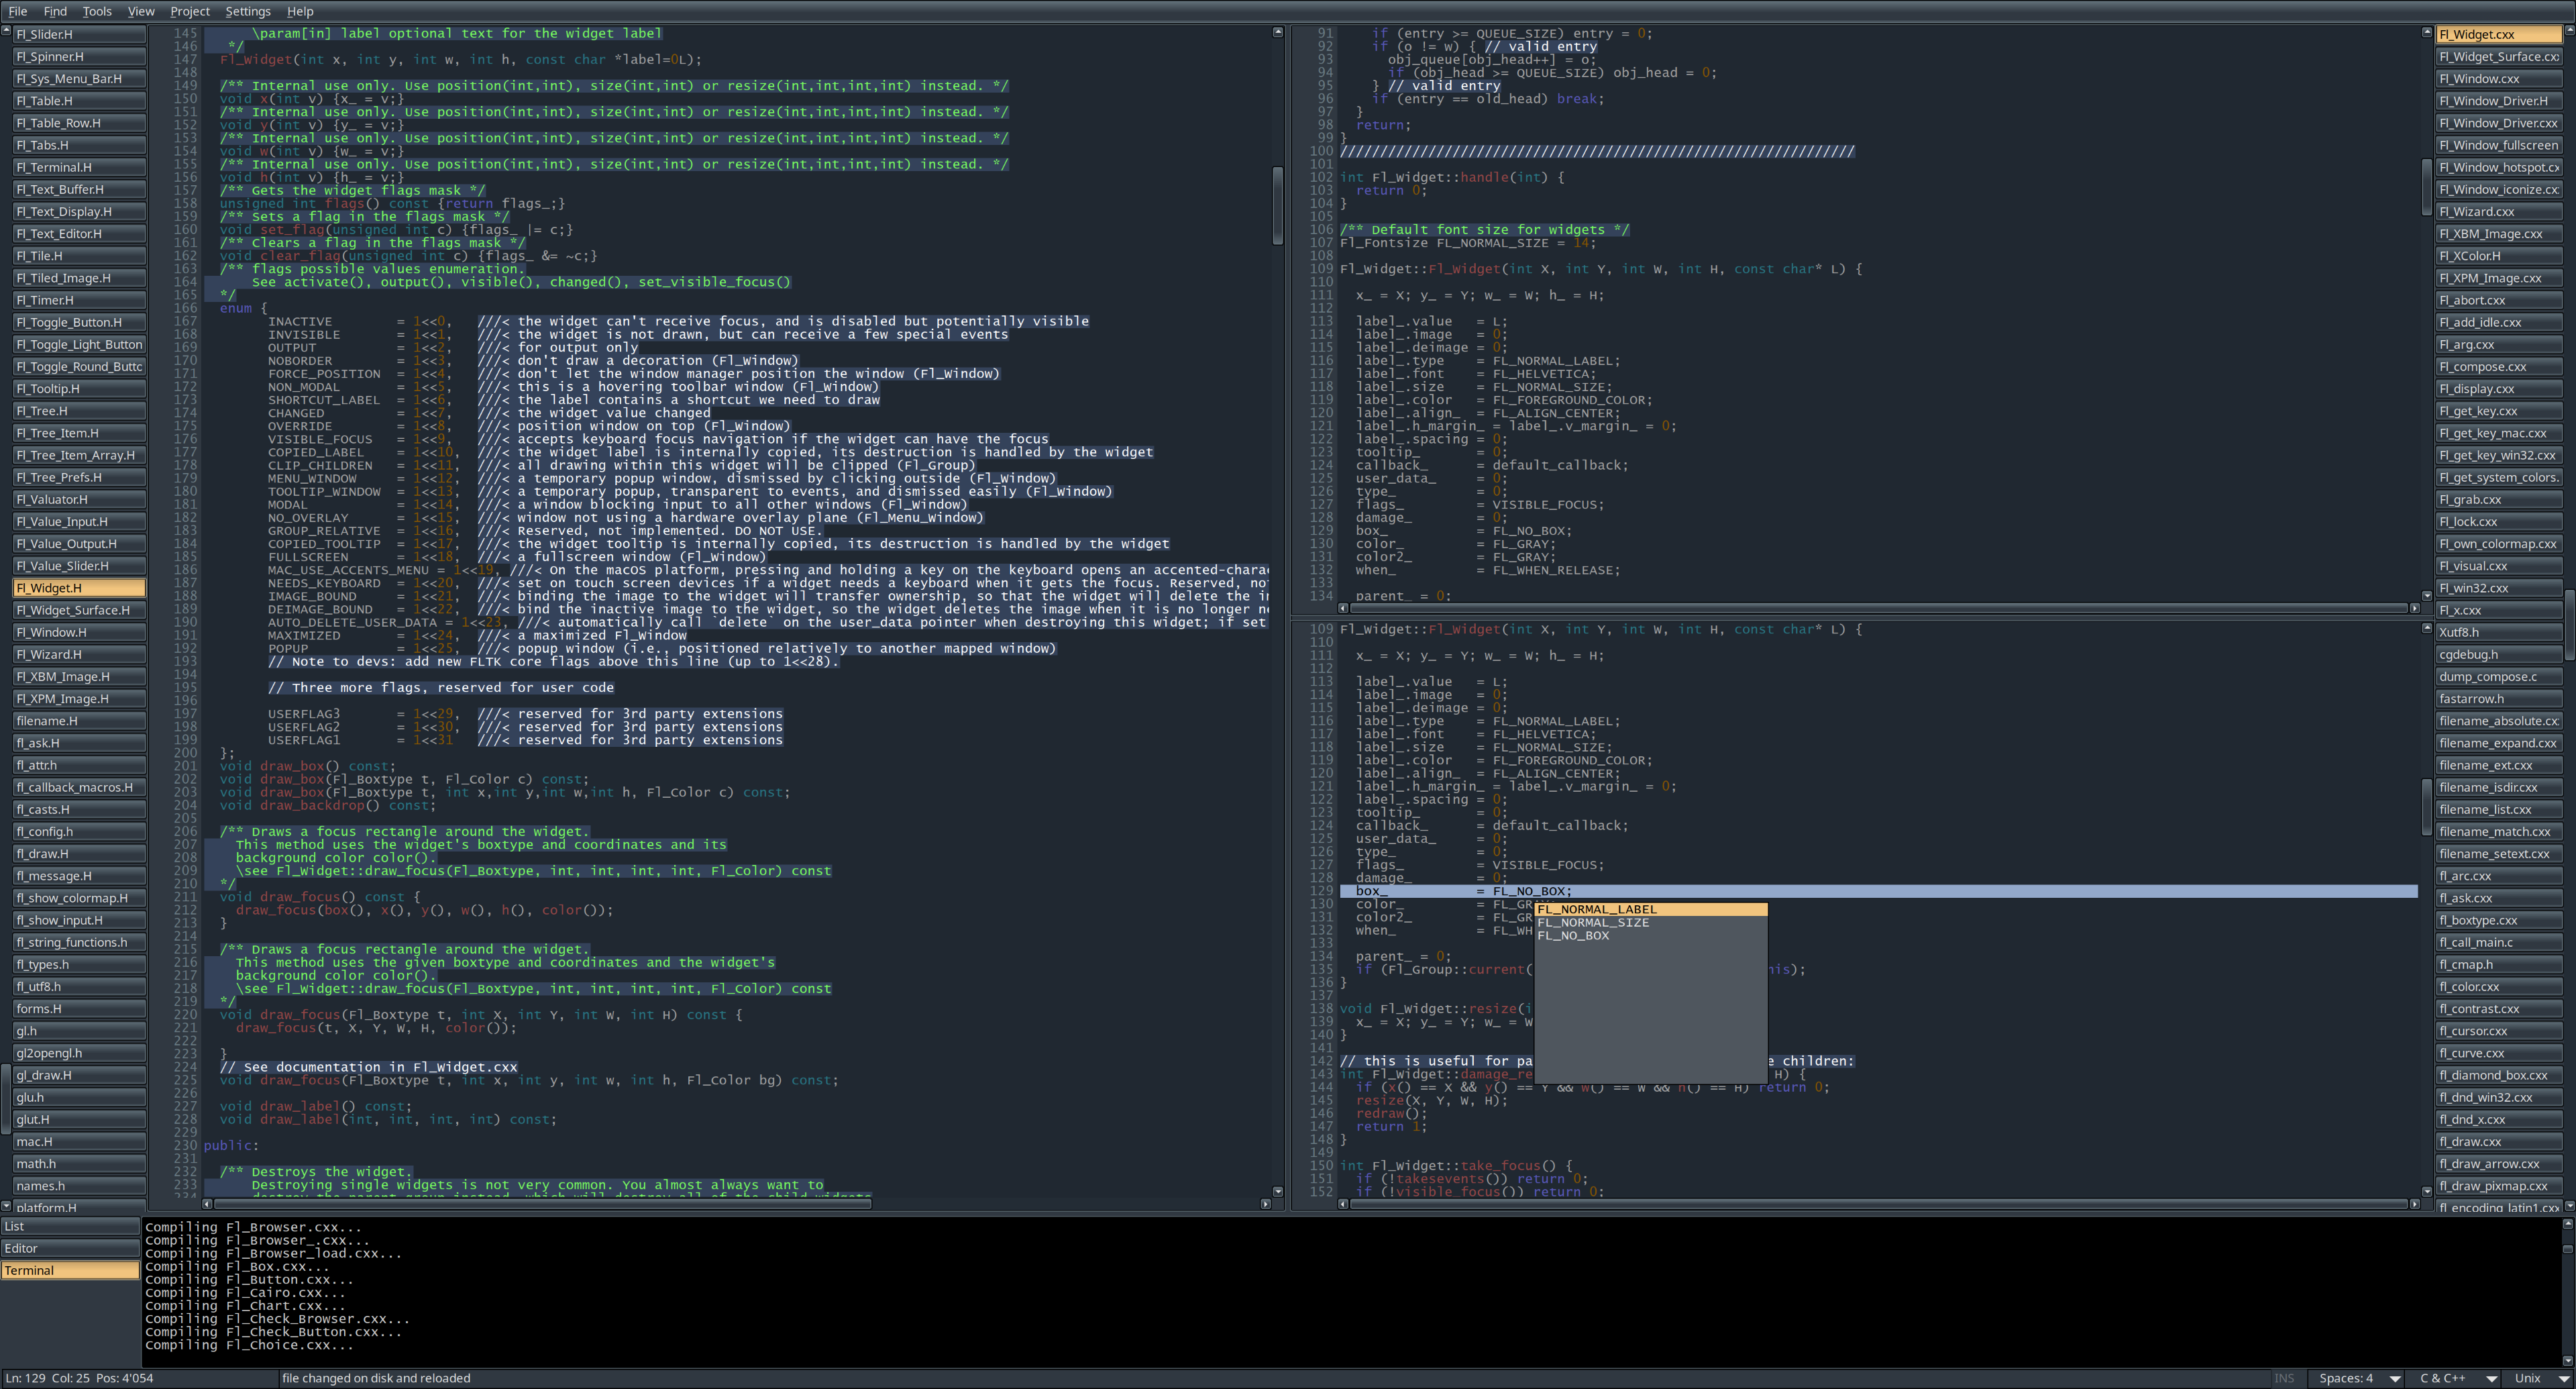 File Find Tools View Project Settings Help
Fl_Slider.H
Fl_Spinner.H
Fl_Sys_Menu_Bar.H
Fl_Table.H
Fl_Table_Row.H
Fl_Tabs.H
Fl_Terminal.H
Fl_Text_Buffer.H
Fl_Text_Display.H
Fl_Text_Editor.H
Fl_Tile.H
Fl_Tiled_Image.H
Fl_Timer.H
Fl_Toggle_Button.H
Fl_Toggle_Light_Button
Fl_Toggle_Round_Buttc
Fl_Tooltip.H
Fl_Tree.H
Fl_Tree_Item.H
Fl_Tree_Item_Array.H
Fl_Tree_Prefs.H
Fl_Valuator.H
Fl_Value_Input.H
Fl_Value_Output.H
Fl_Value_Slider.H
Fl_Widget.H
Fl_Widget_Surface.H
Fl_Window.H
Fl_Wizard.H
Fl_XBM_Image.H
Fl_XPM_Image.H
filename.H
fl_ask.H
fl_attr.h
fl_callback_macros.H
fl_casts.H
fl_config.h
fl_draw.H
fl_message.H
fl_show_colormap.H
fl_show_input.H
fl_string_functions.h
fl_types.h
fl_utf8.h
forms.H
gl.h
gl2opengl.h
gl_draw.H
glu.h
glut.H
mac.H
math.h
names.h
platform.H
145 \param[in] label optional text for the widget label
146 */
147 Fl_Widget(int x, int y, int w, int h, const char *label=0L);
148
149 /** Internal use only. Use position(int,int), size(int,int) or resize(int,int,int,int) instead. */
150 void x(int v) {x_ = v;}
151 /** Internal use only. Use position(int,int), size(int,int) or resize(int,int,int,int) instead. */
152 void y(int v) {y_ = v;}
153 /** Internal use only. Use position(int,int), size(int,int) or resize(int,int,int,int) instead. */
154 void w(int v) {w_ = v;}
155 /** Internal use only. Use position(int,int), size(int,int) or resize(int,int,int,int) instead. */
156 void h(int v) {h_ = v;}
157 /** Gets the widget flags mask */
158 unsigned int flags() const {return flags_;}
159 /** Sets a flag in the flags mask */
160 void set_flag(unsigned int c) {flags_ |= c;}
161 /** Clears a flag in the flags mask */
162 void clear_flag(unsigned int c) {flags_ &= ~c;}
163 /** flags possible values enumeration.
164 See activate(), output(), visible(), changed(), set_visible_focus()
165 */
166 enum {
167 INACTIVE = 1<<0, ///< the widget can't receive focus, and is disabled but potentially visible
168 INVISIBLE = 1<<1, ///< the widget is not drawn, but can receive a few special events
169 OUTPUT = 1<<2, ///< for output only
170 NOBORDER = 1<<3, ///< don't draw a decoration (Fl_Window)
171 FORCE_POSITION = 1<<4, ///< don't let the window manager position the window (Fl_Window)
172 NON_MODAL = 1<<5, ///< this is a hovering toolbar window (Fl_Window)
173 SHORTCUT_LABEL = 1<<6, ///< the label contains a shortcut we need to draw
174 CHANGED = 1<<7, ///< the widget value changed
175 OVERRIDE = 1<<8, ///< position window on top (Fl_Window)
176 VISIBLE_FOCUS = 1<<9, ///< accepts keyboard focus navigation if the widget can have the focus
177 COPIED_LABEL = 1<<10, ///< the widget label is internally copied, its destruction is handled by the widget
178 CLIP_CHILDREN = 1<<11, ///< all drawing within this widget will be clipped (Fl_Group)
179 MENU_WINDOW = 1<<12, ///< a temporary popup window, dismissed by clicking outside (Fl_Window)
180 TOOLTIP_WINDOW = 1<<13, ///< a temporary popup, transparent to events, and dismissed easily (Fl_Window)
181 MODAL = 1<<14, ///< a window blocking input to all other windows (Fl_Window)
182 NO_OVERLAY = 1<<15, ///< window not using a hardware overlay plane (Fl_Menu_Window)
183 GROUP_RELATIVE = 1<<16, ///< Reserved, not implemented. DO NOT USE.
184 COPIED_TOOLTIP = 1<<17, ///< the widget tooltip is internally copied, its destruction is handled by the widget
185 FULLSCREEN = 1<<18, ///< a fullscreen window (Fl_Window)
186 MAC_USE_ACCENTS_MENU = 1<<19, ///< On the macOS platform, pressing and holding a key on the keyboard opens an accented-charac
187 NEEDS_KEYBOARD = 1<<20, ///< set on touch screen devices if a widget needs a keyboard when it gets the focus. Reserved, no
188 IMAGE_BOUND = 1<<21, ///< binding the image to the widget will transfer ownership, so that the widget will delete the i
189 DEIMAGE_BOUND = 1<<22, ///< bind the inactive image to the widget, so the widget deletes the image when it is no longer n
190 AUTO_DELETE_USER_DATA = 1<<23, ///< automatically call `delete` on the user_data pointer when destroying this widget; if set
191 MAXIMIZED = 1<<24, ///< a maximized Fl_Window
192 POPUP = 1<<25, ///< popup window (i.e., positioned relatively to another mapped window)
193 // Note to devs: add new FLTK core flags above this line (up to 1<<28).
194
195 // Three more flags, reserved for user code
196
197 USERFLAG3 = 1<<29, ///< reserved for 3rd party extensions
198 USERFLAG2 = 1<<30, ///< reserved for 3rd party extensions
199 USERFLAG1 = 1<<31 ///< reserved for 3rd party extensions
200 };
201 void draw_box() const;
202 void draw_box(Fl_Boxtype t, Fl_Color c) const;
203 void draw_box(Fl_Boxtype t, int x,int y,int w,int h, Fl_Color c) const;
204 void draw_backdrop() const;
205
206 /** Draws a focus rectangle around the widget.
207 This method uses the widget's boxtype and coordinates and its
208 background color color().
209 \see Fl_Widget::draw_focus(Fl_Boxtype, int, int, int, int, Fl_Color) const
210 */
211 void draw_focus() const {
212 draw_focus(box(), x(), y(), w(), h(), color());
213 }
214
215 /** Draws a focus rectangle around the widget.
216 This method uses the given boxtype and coordinates and the widget's
217 background color color().
218 \see Fl_Widget::draw_focus(Fl_Boxtype, int, int, int, int, Fl_Color) const
219 */
220 void draw_focus(Fl_Boxtype t, int X, int Y, int W, int H) const {
221 draw_focus(t, X, Y, W, H, color());
222
223 }
224 // See documentation in Fl_Widget.cxx
225 void draw_focus(Fl_Boxtype t, int x, int y, int w, int h, Fl_Color bg) const;
226
227 void draw_label() const;
228 void draw_label(int, int, int, int) const;
229
230 public:
231
232 /** Destroys the widget.
233 Destroying single widgets is not very common. You almost always want to
234 destroy the parent group instead, which will destroy all of the child widgets
91 if (entry >= QUEUE_SIZE) entry = 0;
92 if (o != w) { // valid entry
93 obj_queue[obj_head++] = o;
94 if (obj_head >= QUEUE_SIZE) obj_head = 0;
95 } // valid entry
96 if (entry == old_head) break;
97 }
98 return;
99 }
100 ////////////////////////////////////////////////////////////////
101
102 int Fl_Widget::handle(int) {
103 return 0;
104 }
105
106 /** Default font size for widgets */
107 Fl_Fontsize FL_NORMAL_SIZE = 14;
108
109 Fl_Widget::Fl_Widget(int X, int Y, int W, int H, const char* L) {
110
111 x_ = X; y_ = Y; w_ = W; h_ = H;
112
113 label_.value = L;
114 label_.image = 0;
115 label_.deimage = 0;
116 label_.type = FL_NORMAL_LABEL;
117 label_.font = FL_HELVETICA;
118 label_.size = FL_NORMAL_SIZE;
119 label_.color = FL_FOREGROUND_COLOR;
120 label_.align_ = FL_ALIGN_CENTER;
121 label_.h_margin_ = label_.v_margin_ = 0;
122 label_.spacing = 0;
123 tooltip_ = 0;
124 callback_ = default_callback;
125 user_data_ = 0;
126 type_ = 0;
127 flags_ = VISIBLE_FOCUS;
128 damage_ = 0;
129 box_ = FL_NO_BOX;
130 color_ = FL_GRAY;
131 color2_ = FL_GRAY;
132 when_ = FL_WHEN_RELEASE;
133
134 parent_ = 0;
109 Fl_Widget::Fl_Widget(int X, int Y, int W, int H, const char* L) {
110
111 x_ = X; y_ = Y; w_ = W; h_ = H;
112
113 label_.value = L;
114 label_.image = 0;
115 label_.deimage = 0;
116 label_.type = FL_NORMAL_LABEL;
117 label_.font = FL_HELVETICA;
118 label_.size = FL_NORMAL_SIZE;
119 label_.color = FL_FOREGROUND_COLOR;
120 label_.align_ = FL_ALIGN_CENTER;
121 label_.h_margin_ = label_.v_margin_ = 0;
122 label_.spacing = 0;
123 tooltip_ = 0;
124 callback_ = default_callback;
125 user_data_ = 0;
126 type_ = 0;
127 flags_ = VISIBLE_FOCUS;
128 damage_ = 0;
129 box_ = FL_NO_BOX;
130 color_ = FL_GR
131 color2_ = FL_GR
132 when_ = FL_WH
133
134 parent_ = 0;
135 if (Fl_Group::current( his);
136 }
137
138 void Fl_Widget::resize(i
139 x_ = X; y_ = Y; w_ = W
140 }
141
142 // this is useful for pa e children:
143 int Fl_Widget::damage_re H) {
144 if (x() == X && y() == Y && w() == W && h() == H) return 0;
145 resize(X, Y, W, H);
146 redraw();
147 return 1;
148 }
149
150 int Fl_Widget::take_focus() {
151 if (!takesevents()) return 0;
152 if (!visible_focus()) return 0;
FL_NORMAL_LABEL
FL_NORMAL_SIZE
FL_NO_BOX
Fl_Widget.cxx
Fl_Widget_Surface.cx
Fl_Window.cxx
Fl_Window_Driver.H
Fl_Window_Driver.cxx
Fl_Window_fullscreen
Fl_Window_hotspot.cx
Fl_Window_iconize.cx
Fl_Wizard.cxx
Fl_XBM_Image.cxx
Fl_XColor.H
Fl_XPM_Image.cxx
Fl_abort.cxx
Fl_add_idle.cxx
Fl_arg.cxx
Fl_compose.cxx
Fl_display.cxx
Fl_get_key.cxx
Fl_get_key_mac.cxx
Fl_get_key_win32.cxx
Fl_get_system_colors.
Fl_grab.cxx
Fl_lock.cxx
Fl_own_colormap.cxx
Fl_visual.cxx
Fl_win32.cxx
Fl_x.cxx
Xutf8.h
cgdebug.h
dump_compose.c
fastarrow.h
filename_absolute.cx
filename_expand.cxx
filename_ext.cxx
filename_isdir.cxx
filename_list.cxx
filename_match.cxx
filename_setext.cxx
fl_arc.cxx
fl_ask.cxx
fl_boxtype.cxx
fl_call_main.c
fl_cmap.h
fl_color.cxx
fl_contrast.cxx
fl_cursor.cxx
fl_curve.cxx
fl_diamond_box.cxx
fl_dnd_win32.cxx
fl_dnd_x.cxx
fl_draw.cxx
fl_draw_arrow.cxx
fl_draw_pixmap.cxx
fl_encoding_latin1.cxx
List
Editor
Terminal
Compiling Fl_Browser.cxx...
Compiling Fl_Browser_.cxx...
Compiling Fl_Browser_load.cxx...
Compiling Fl_Box.cxx...
Compiling Fl_Button.cxx...
Compiling Fl_Cairo.cxx...
Compiling Fl_Chart.cxx...
Compiling Fl_Check_Browser.cxx...
Compiling Fl_Check_Button.cxx...
Compiling Fl_Choice.cxx...
Ln: 129 Col: 25 Pos: 4'054 file changed on disk and reloaded INS Spaces: 4 C & C++ Unix